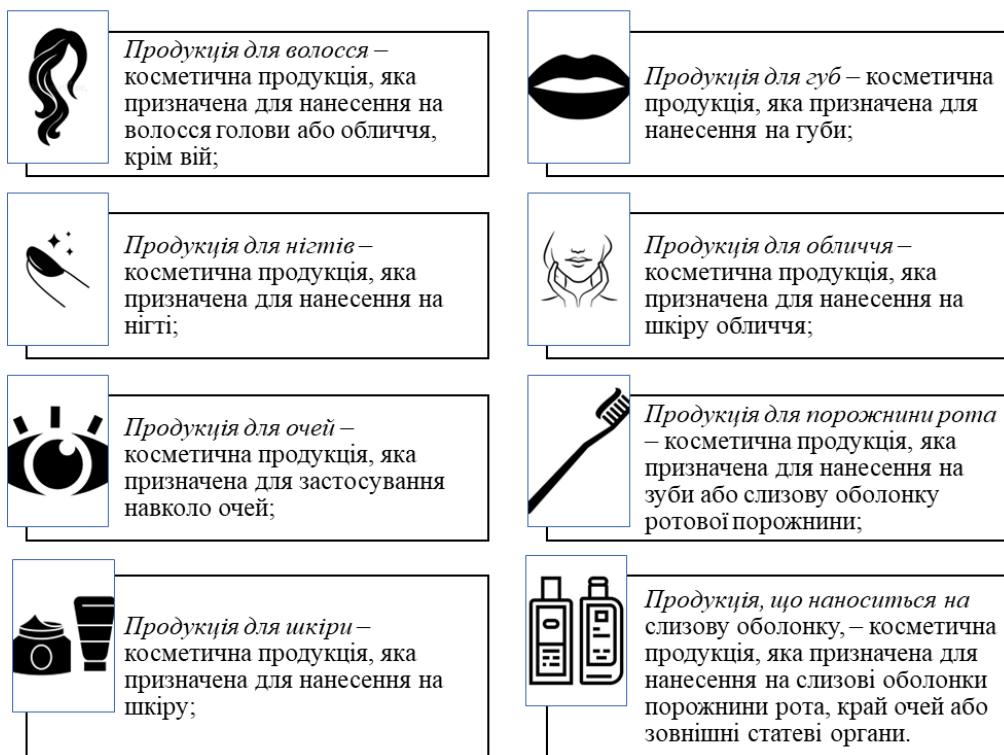 Продукція для волосся –
косметична продукція, яка
призначена для нанесення на
волосся голови або обличчя,
крім вій;
Продукція для губ – косметична
продукція, яка призначена для
нанесення на губи;
Продукція для нігтів –
косметична продукція, яка
призначена для нанесення на
нігті;
Продукція для обличчя –
косметична продукція, яка
призначена для нанесення на
шкіру обличчя;
Продукція для очей –
косметична продукція, яка
призначена для застосування
навколо очей;
Продукція для порожнини рота
– косметична продукція, яка
призначена для нанесення на
зуби або слизову оболонку
ротової порожнини;
Продукція для шкіри –
косметична продукція, яка
призначена для нанесення на
шкіру;
Продукція, що наноситься на
слизову оболонку, – косметична
продукція, яка призначена для
нанесення на слизові оболонки
порожнини рота, край очей або
зовнішні статеві органи.